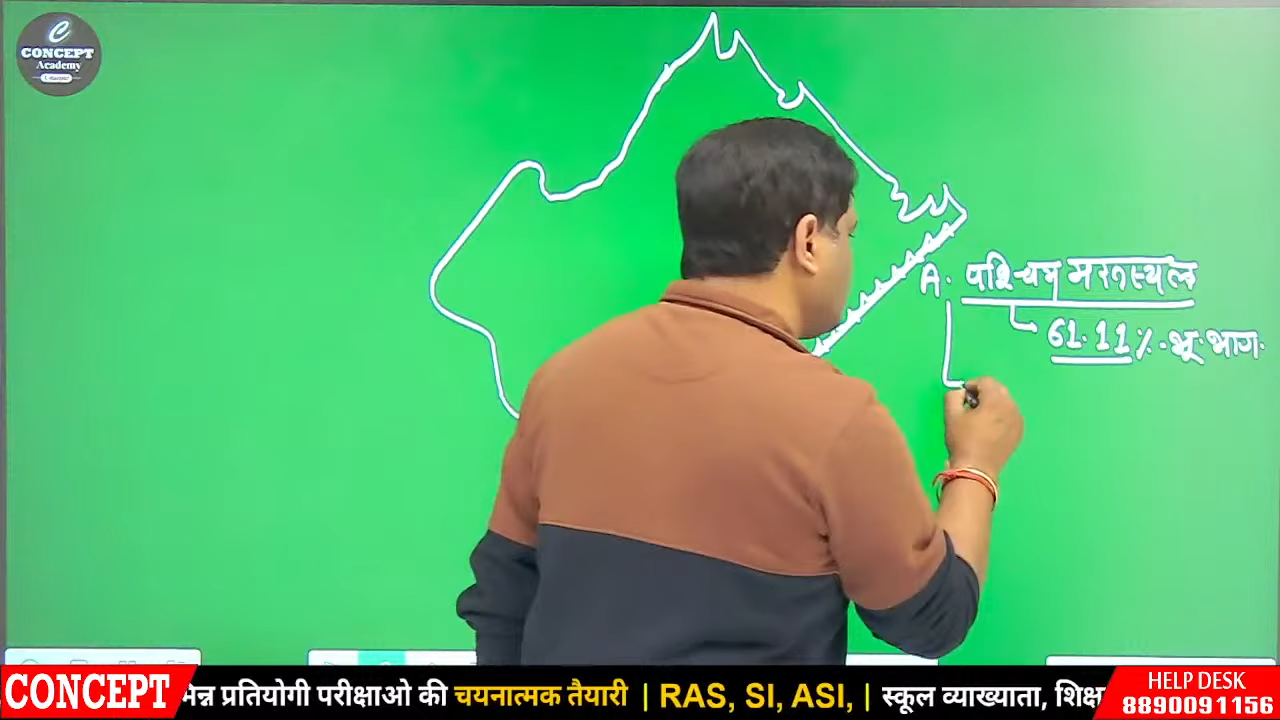 CONCEPT
Academy
A. पश्चिम मरूस्थल
61.11% भू भाग
CONCEPT
भिन्न प्रतियोगी परीक्षाओ की चयनात्मक तैयारी | RAS, SI, ASI, | स्कूल व्याख्याता, शिक्ष
HELP DESK
8890091156